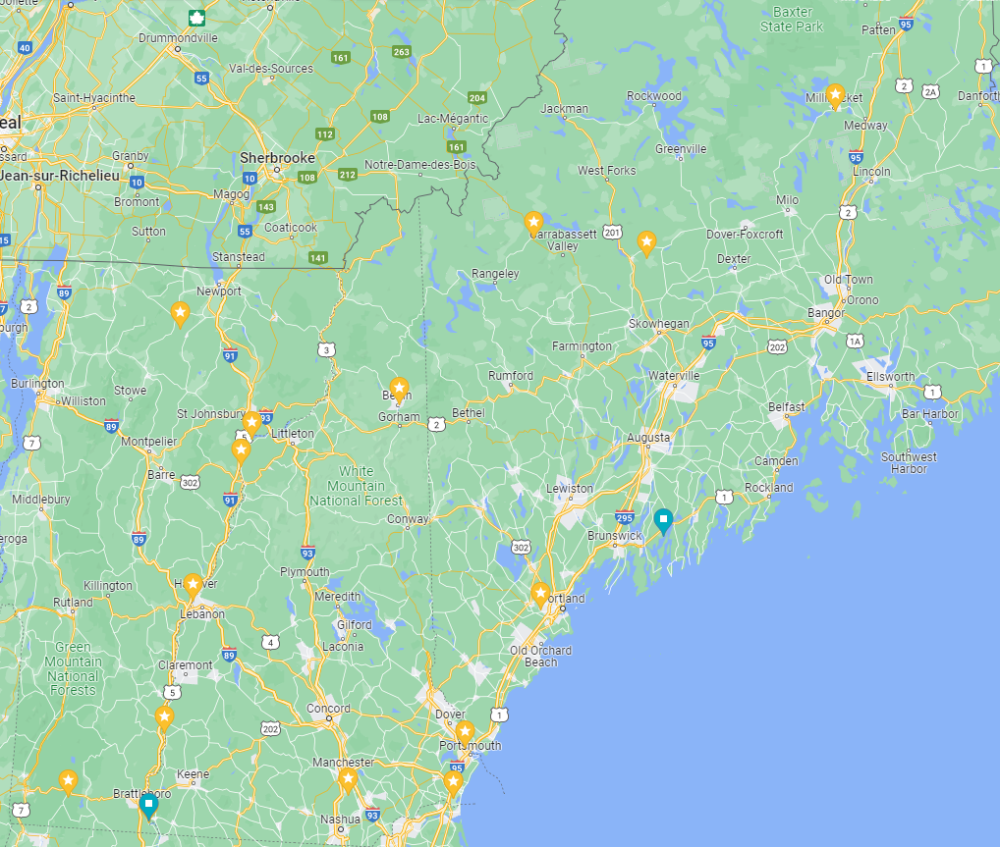 Baxter
State Park
Patten
95
40
Drummondville
161
263
55
Val-des-Sources
1
2
2A
Danfort
Saint-Hyacinthe
204
Rockwood
Jackman
108
Lac-Mégantic
Medway
eal
112
161
Greenville
95
Granby
Sherbrooke
Notre-Dame-des-Bois
West Forks
Lincoln
Jean-sur-Richelieu
10
10
108
212
Bromont
Magog
143
Milo
2
Sutton
55
Coaticook
Carrabassett
Valley
201
Dover-Foxcroft
15
Stanstead
141
Dexter
Rangeley
89
Newport
Old Town
Orono
2
7
burgh
Skowhegan
Bangor
95
202
1A
3
Farmington
91
Burlington
Stowe
Rumford
Waterville
Ellsworth
1
Williston
St Johnsbury
93
Gorham
Bethel
2
Belfast
Bar Harbor
89
5
Littleton
Augusta
7
Montpelier
Southwest
Harbor
Camden
Barre
302
White
Mountain
National Forest
Lewiston
Rockland
Middlebury
91
1
295
Conway
Brunswick
eroga
89
302
93
Plymouth
Killington
Meredith
Portland
Rutland
Lebanon
Gilford
4
Laconia
Green
Mountain
National
Forests
89
Old Orchard
Beach
Claremont
5
Concord
Dover
1
202
Portsmouth
Manchester
95
Keene
Brattleboro
7
Nashua
93